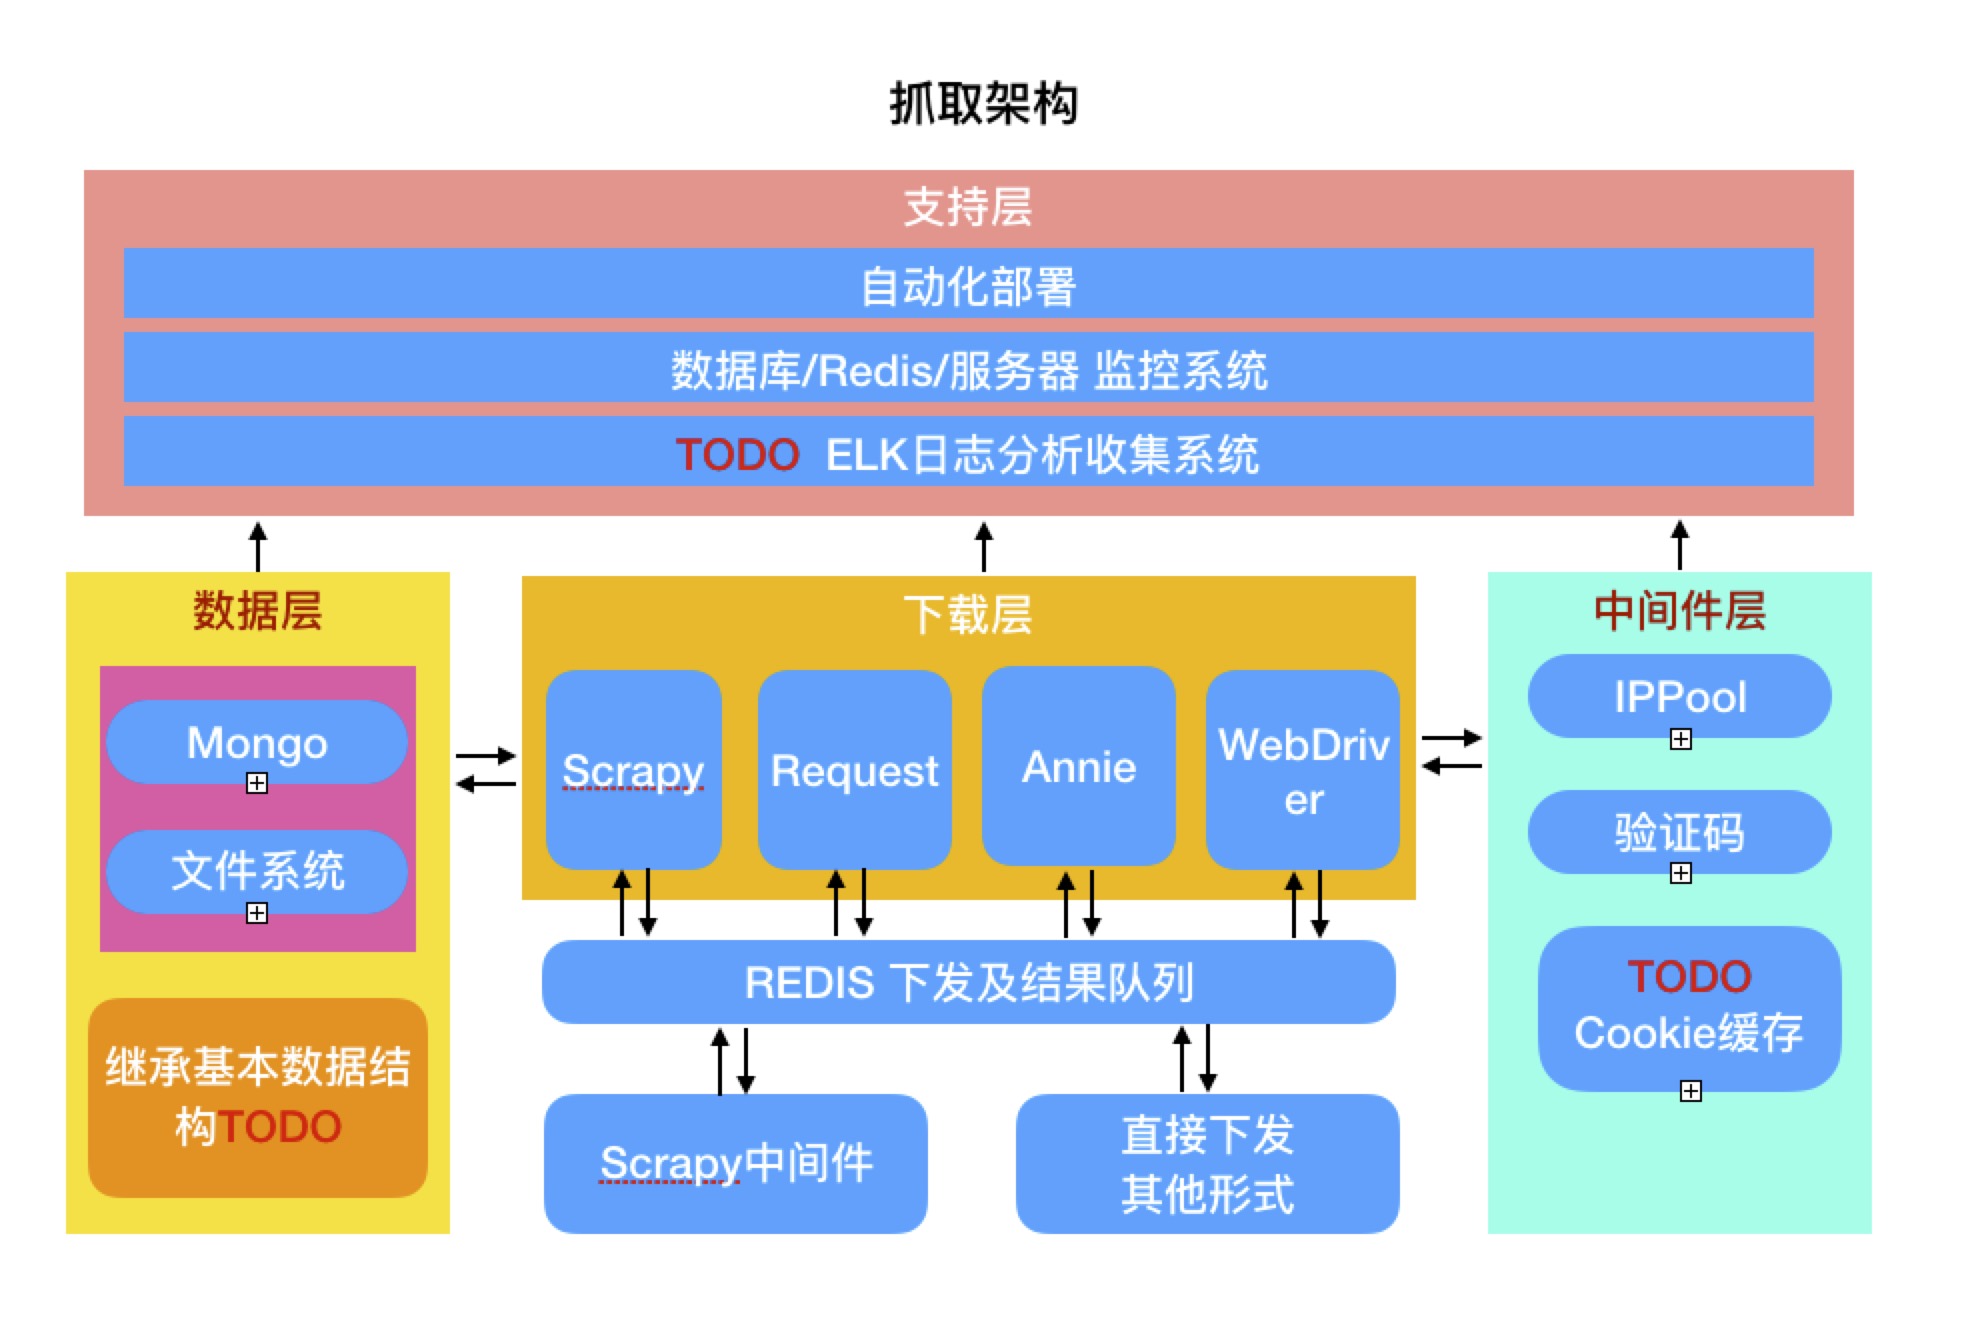 抓取架构
支持层
自动化部署
数据库/Redis/服务器 监控系统
TODO ELK日志分析收集系统
数据层
Mongo
文件系统
继承基本数据结
构TODO
下载层
Scrapy
Request
Annie
WebDriv
er
REDIS 下发及结果队列
Scrapy中间件
直接下发
其他形式
中间件层
IPPool
验证码
TODO
Cookie缓存